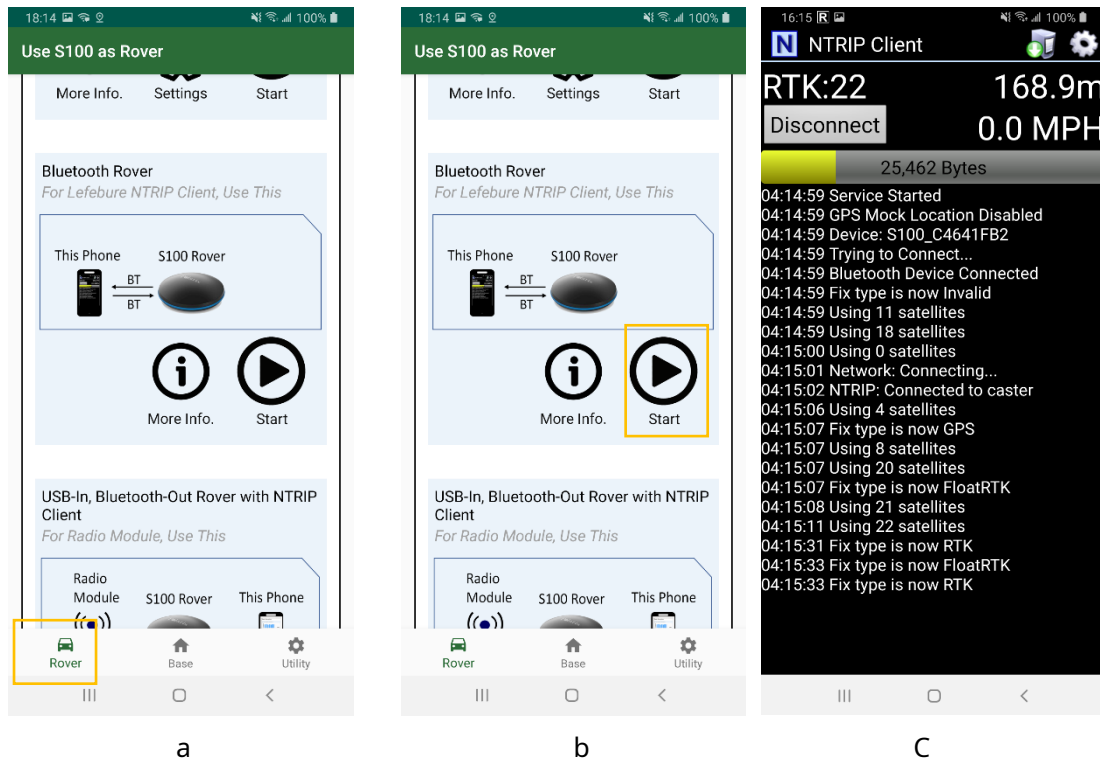 18:14 100%
Use S100 as Rover
More Info. Settings Start
Bluetooth Rover
For Lefebure NTRIP Client, Use This
This Phone S100 Rover
BT
BT
More Info. Start
USB-In, Bluetooth-Out Rover with NTRIP
Client
For Radio Module, Use This
Radio
Module S100 Rover This Phone
Rover Base Utility
a
18:14 100%
Use S100 as Rover
More Info. Settings Start
Bluetooth Rover
For Lefebure NTRIP Client, Use This
This Phone S100 Rover
BT
BT
More Info. Start
USB-In, Bluetooth-Out Rover with NTRIP
Client
For Radio Module, Use This
Radio
Module S100 Rover This Phone
Rover Base Utility
b
16:15 R 100%
N NTRIP Client
RTK:22 168.9m
Disconnect 0.0 MPH
25,462 Bytes
04:14:59 Service Started
04:14:59 GPS Mock Location Disabled
04:14:59 Device: S100_C4641FB2
04:14:59 Trying to Connect...
04:14:59 Bluetooth Device Connected
04:14:59 Fix type is now Invalid
04:14:59 Using 11 satellites
04:14:59 Using 18 satellites
04:15:00 Using 0 satellites
04:15:01 Network: Connecting...
04:15:02 NTRIP: Connected to caster
04:15:06 Using 4 satellites
04:15:07 Fix type is now GPS
04:15:07 Using 8 satellites
04:15:07 Using 20 satellites
04:15:07 Fix type is now FloatRTK
04:15:08 Using 21 satellites
04:15:11 Using 22 satellites
04:15:31 Fix type is now RTK
04:15:33 Fix type is now FloatRTK
04:15:33 Fix type is now RTK
C